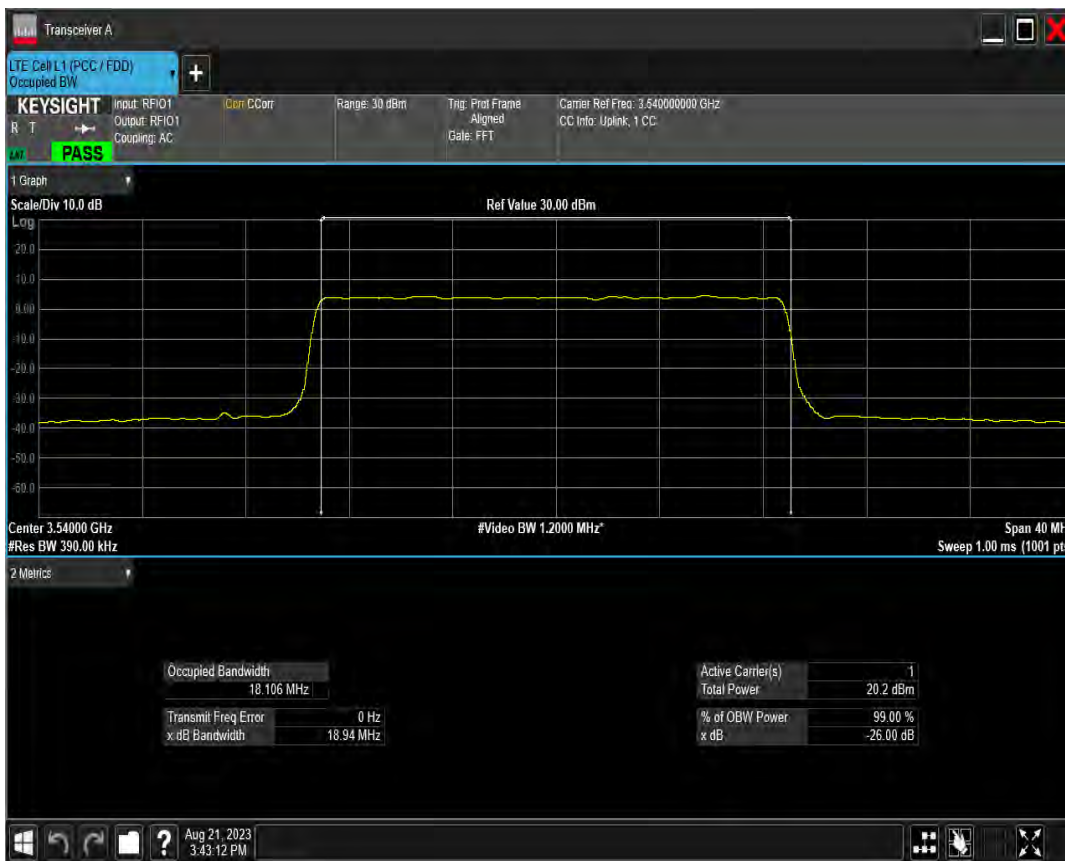 Transceiver A
LTE Cell L1 (PCC / FDD)
Occupied BW
+
KEYSIGHT
R T
PASS
Input: RFIO1
Output: RFIO1
Coupling: AC
Corr CCorr
Range: 30 dBm
Trig: Prot Frame
Aligned
Gate: FFT
Carrier Ref Freq: 3.540000000 GHz
CC Info: Uplink, 1 CC
1 Graph
Scale/Div 10.0 dB
Ref Value 30.00 dBm
Log
20.0
10.0
0.00
-10.0
-20.0
-30.0
-40.0
-50.0
-60.0
Center 3.54000 GHz
#Video BW 1.2000 MHz*
Span 40 MH
#Res BW 390.00 kHz
Sweep 1.00 ms (1001 pts
2 Metrics
Occupied Bandwidth
18.106 MHz
Transmit Freq Error 0 Hz
x dB Bandwidth 18.94 MHz
Active Carrier(s) 1
Total Power 20.2 dBm
% of OBW Power 99.00 %
x dB -26.00 dB
?
Aug 21, 2023
3:43:12 PM